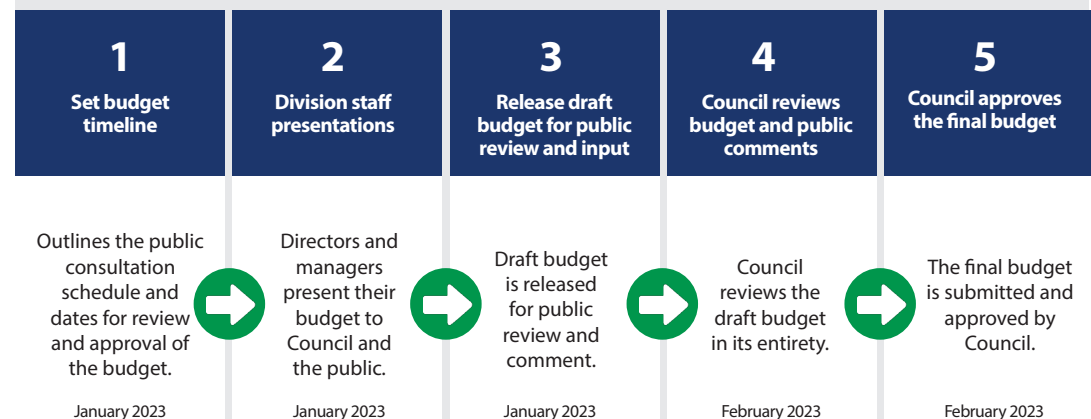 1
Set budget
timeline
2
Division staff
presentations
3
Release draft
budget for public
review and input
4
Council reviews
budget and public
comments
5
Council approves
the final budget
Outlines the public
consultation
schedule and
dates for review
and approval of
the budget.
January 2023
Directors and
managers
present their
budget to
Council and
the public.
January 2023
Draft budget
is released
for public
review and
comment.
January 2023
Council
reviews the
draft budget
in its entirety.
February 2023
The final budget
is submitted and
approved by
Council.
February 2023